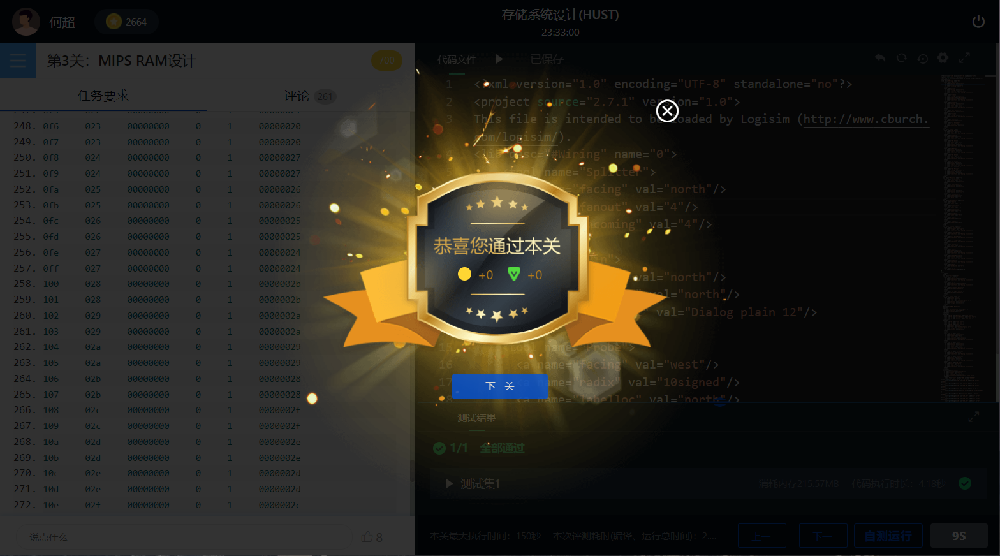 何超
2664
存储系统设计(HUST)
23:33:00
第3关：MIPS RAM设计
700
任务要求
评论 261
248. 0f6 023 00000000 0 1 00000020
249. 0f7 023 00000000 0 1 00000020
250. 0f8 024 00000000 0 1 00000027
251. 0f9 024 00000000 0 1 00000027
252. 0fa 025 00000000 0 1 00000026
253. 0fb 025 00000000 0 1 00000026
254. 0fc 026 00000000 0 1 00000025
255. 0fd 026 00000000 0 1 00000025
256. 0fe 027 00000000 0 1 00000024
257. 0ff 027 00000000 0 1 00000024
258. 100 028 00000000 0 1 0000002b
259. 101 028 00000000 0 1 0000002b
260. 102 029 00000000 0 1 0000002a
261. 103 029 00000000 0 1 0000002a
262. 104 02a 00000000 0 1 00000029
263. 105 02a 00000000 0 1 00000029
264. 106 02b 00000000 0 1 00000028
265. 107 02b 00000000 0 1 00000028
266. 108 02c 00000000 0 1 0000002f
267. 109 02c 00000000 0 1 0000002f
268. 10a 02d 00000000 0 1 0000002e
269. 10b 02d 00000000 0 1 0000002e
270. 10c 02e 00000000 0 1 0000002d
271. 10d 02e 00000000 0 1 0000002d
272. 10e 02f 00000000 0 1 0000002c
说点什么
8
代码文件
已保存
1 <?xml version="1.0" encoding="UTF-8" standalone="no"?>
2 <project source="2.7.1" version="1.0">
3 This file is intended to be loaded by Logisim (http://www.cburch.
com/logisim/).
4 <lib desc="#Wiring" name="0">
name="Splitter">
"facing" val="north"/>
fanout" val="4"/>
ncoming" val="4"/>
val="north"/>
val="north"/>
val="Dialog plain 12"/>
15 <tool name="Probe">
16 <a name="facing" val="west"/>
17 <a name="radix" val="10signed"/>
18 <a name="labelloc" val="north"/>
恭喜您通过本关
+0 +0
下一关
测试结果
1/1 全部通过
测试集1
消耗内存215.57MB 代码执行时长：4.18秒
本关最大执行时间：150秒 本次评测耗时(编译、运行总时间)：2....
上一
下一
自测运行
9S